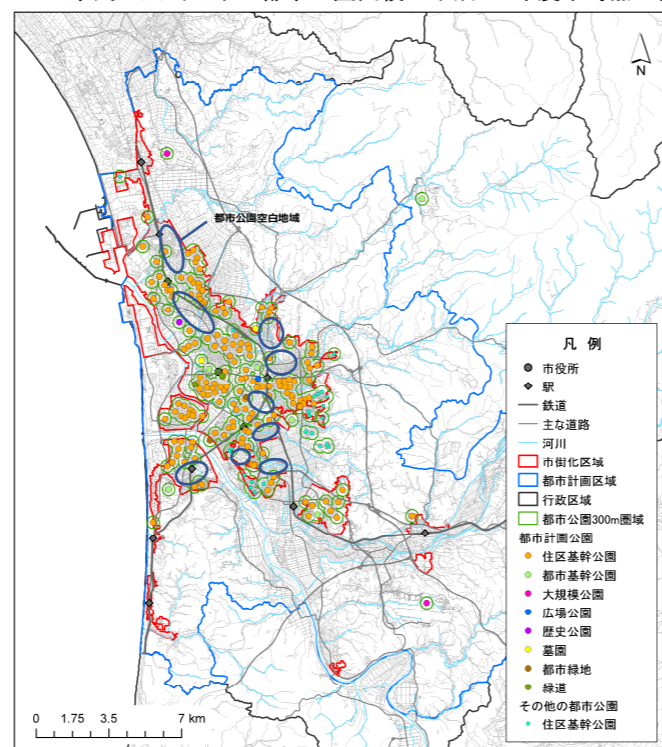 N
都市公園空白地域
凡 例
市役所
駅
鉄道
主な道路
河川
市街化区域
都市計画区域
行政区域
都市公園300m圏域
都市計画公園
住区基幹公園
都市基幹公園
大規模公園
広場公園
歴史公園
墓園
都市緑地
緑道
その他の都市公園
住区基幹公園
0 1.75 3.5 7 km